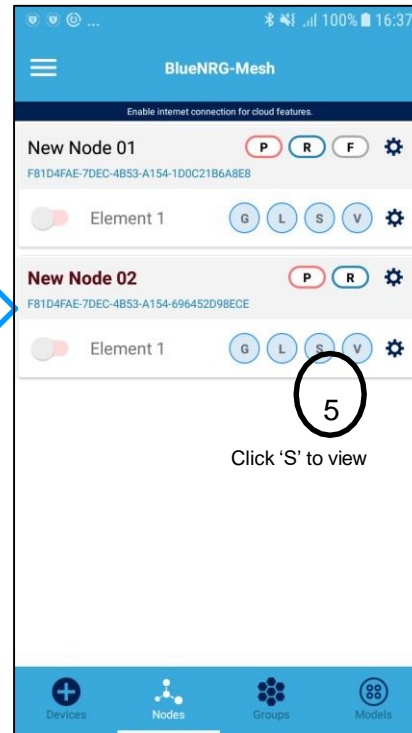 ... 100% 16:37
BlueNRG-Mesh
Enable internet connection for cloud features.
New Node 01 P R F
F81D4FAE-7DEC-4B53-A154-1D0C21B6A8E8
Element 1 G L S V
New Node 02 P R
F81D4FAE-7DEC-4B53-A154-696452D98ECE
Element 1 G L S V
5
Click ‘S’ to view
Devices Nodes Groups Models